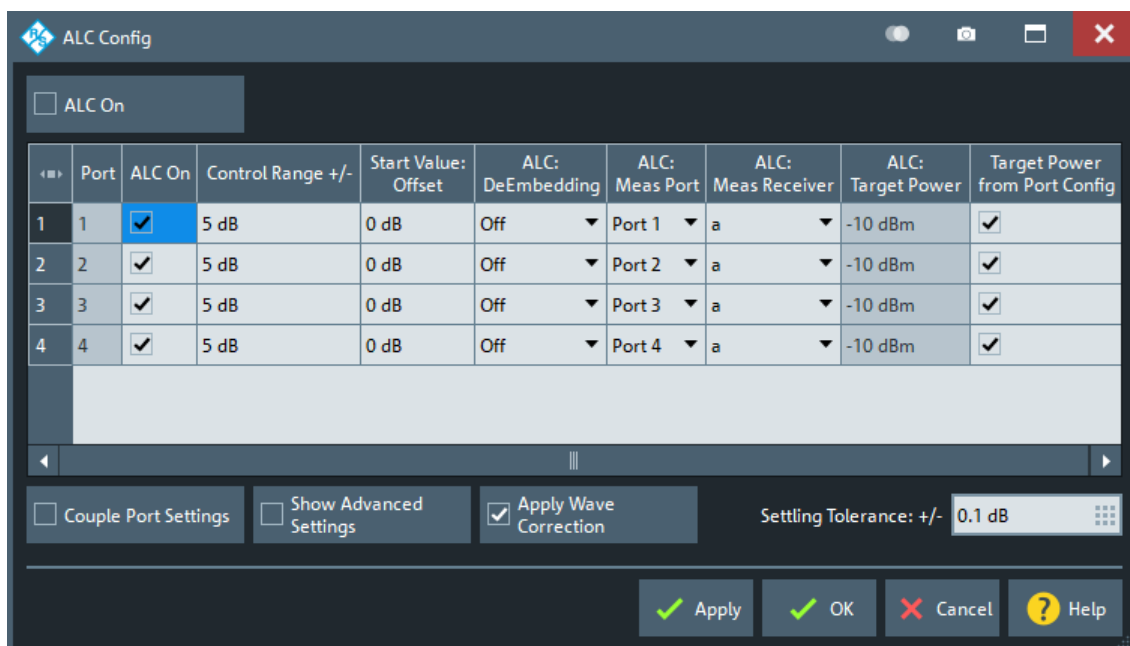 R&S ALC Config
ALC On
Port ALC On Control Range +/- Start Value: Offset ALC: DeEmbedding ALC: Meas Port ALC: Meas Receiver ALC: Target Power Target Power from Port Config
1 1 5 dB 0 dB Off Port 1 a -10 dBm
2 2 5 dB 0 dB Off Port 2 a -10 dBm
3 3 5 dB 0 dB Off Port 3 a -10 dBm
4 4 5 dB 0 dB Off Port 4 a -10 dBm
Couple Port Settings Show Advanced Settings Apply Wave Correction Settling Tolerance: +/- 0.1 dB
Apply OK Cancel ? Help